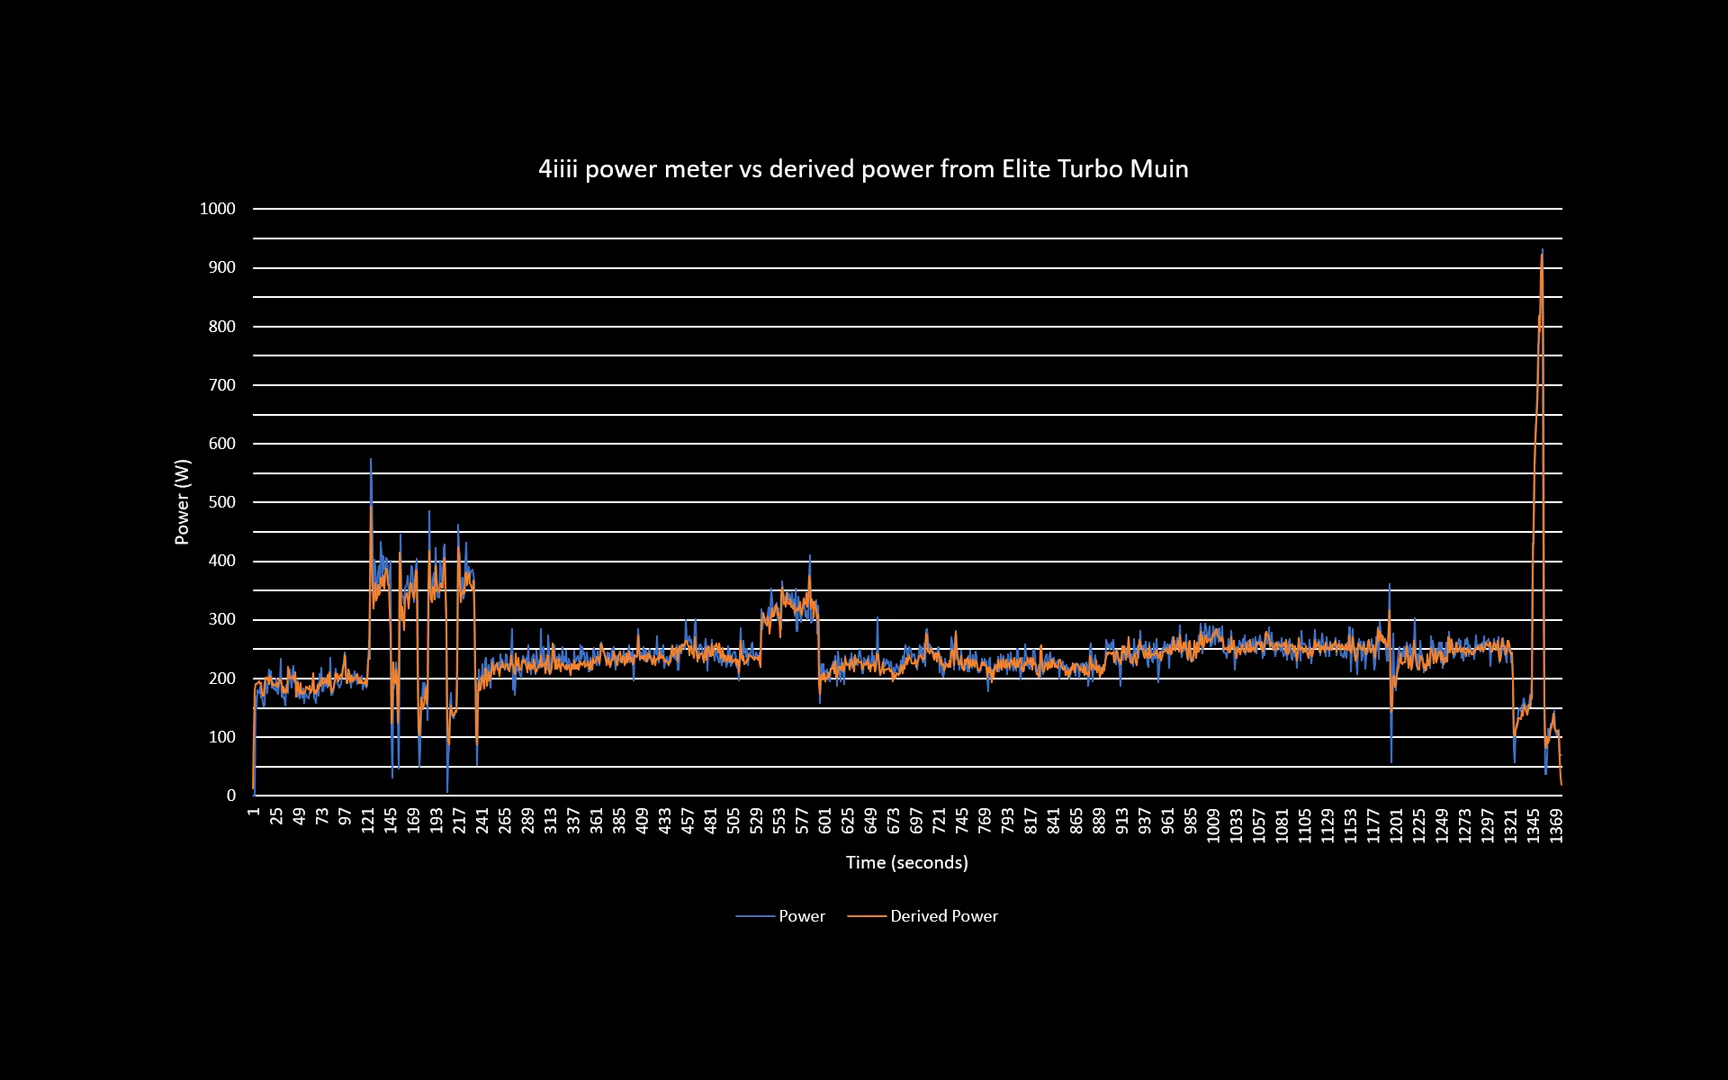 4iiii power meter vs derived power from Elite Turbo Muin
1000
900
800
700
600
500
400
300
200
100
0
Power (W)
1 25 49 73 97 121 145 169 193 217 241 265 289 313 337 361 385 409 433 457 481 505 529 553 577 601 625 649 673 697 721 745 769 793 817 841 865 889 913 937 961 985 1009 1033 1057 1081 1105 1129 1153 1177 1201 1225 1249 1273 1297 1321 1345 1369
Time (seconds)
Power Derived Power